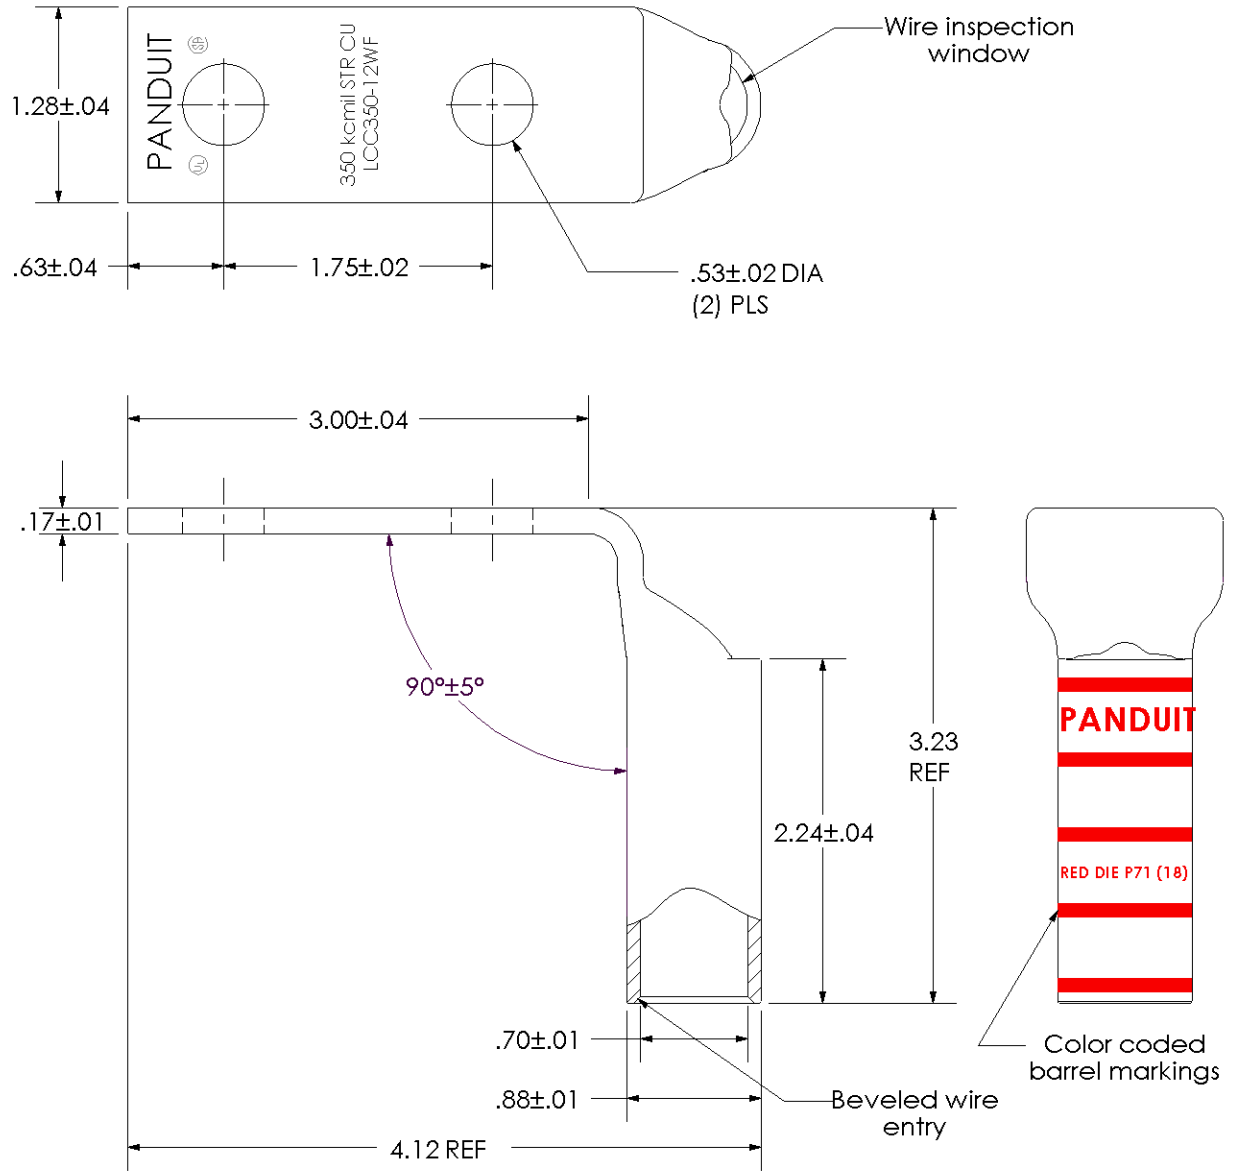 PANDUIT
SA
UL
350 kcmil STR CU
LCC350-12WF
Wire inspection
window
1.28±.04
.63±.04
1.75±.02
.53±.02 DIA
(2) PLS
3.00±.04
.17±.01
90°±5°
3.23
REF
2.24±.04
PANDUIT
RED DIE P71 (18)
.70±.01
.88±.01
4.12 REF
Beveled wire
entry
Color coded
barrel markings